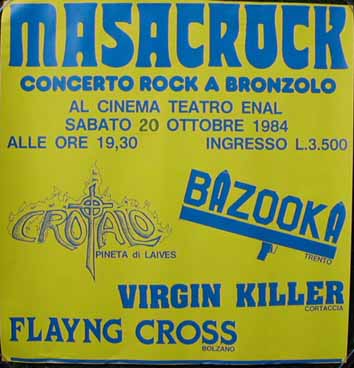 MASACROCK
CONCERTO ROCK A BRONZOLO
AL CINEMA TEATRO ENAL
SABATO 20 OTTOBRE 1984
ALLE ORE 19,30 INGRESSO L.3.500
CROTALO
PINETA di LAIVES
BAZOOKA
TRENTO
VIRGIN KILLER
CORTACCIA
FLAYNG CROSS
BOLZANO